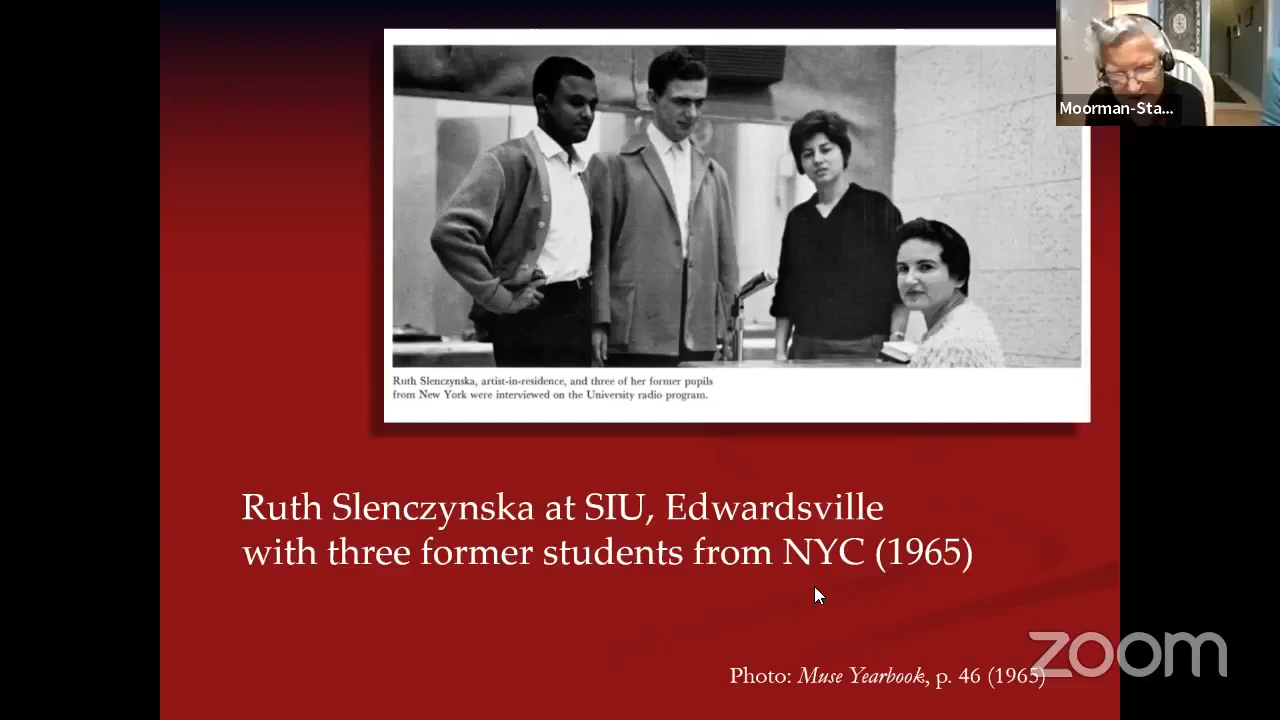 Moorman-Sta...
Ruth Slenczynska, artist-in-residence, and three of her former pupils
from New York were interviewed on the University radio program.
Ruth Slenczynska at SIU, Edwardsville
with three former students from NYC (1965)
zoom
Photo: Muse Yearbook, p. 46 (1965)